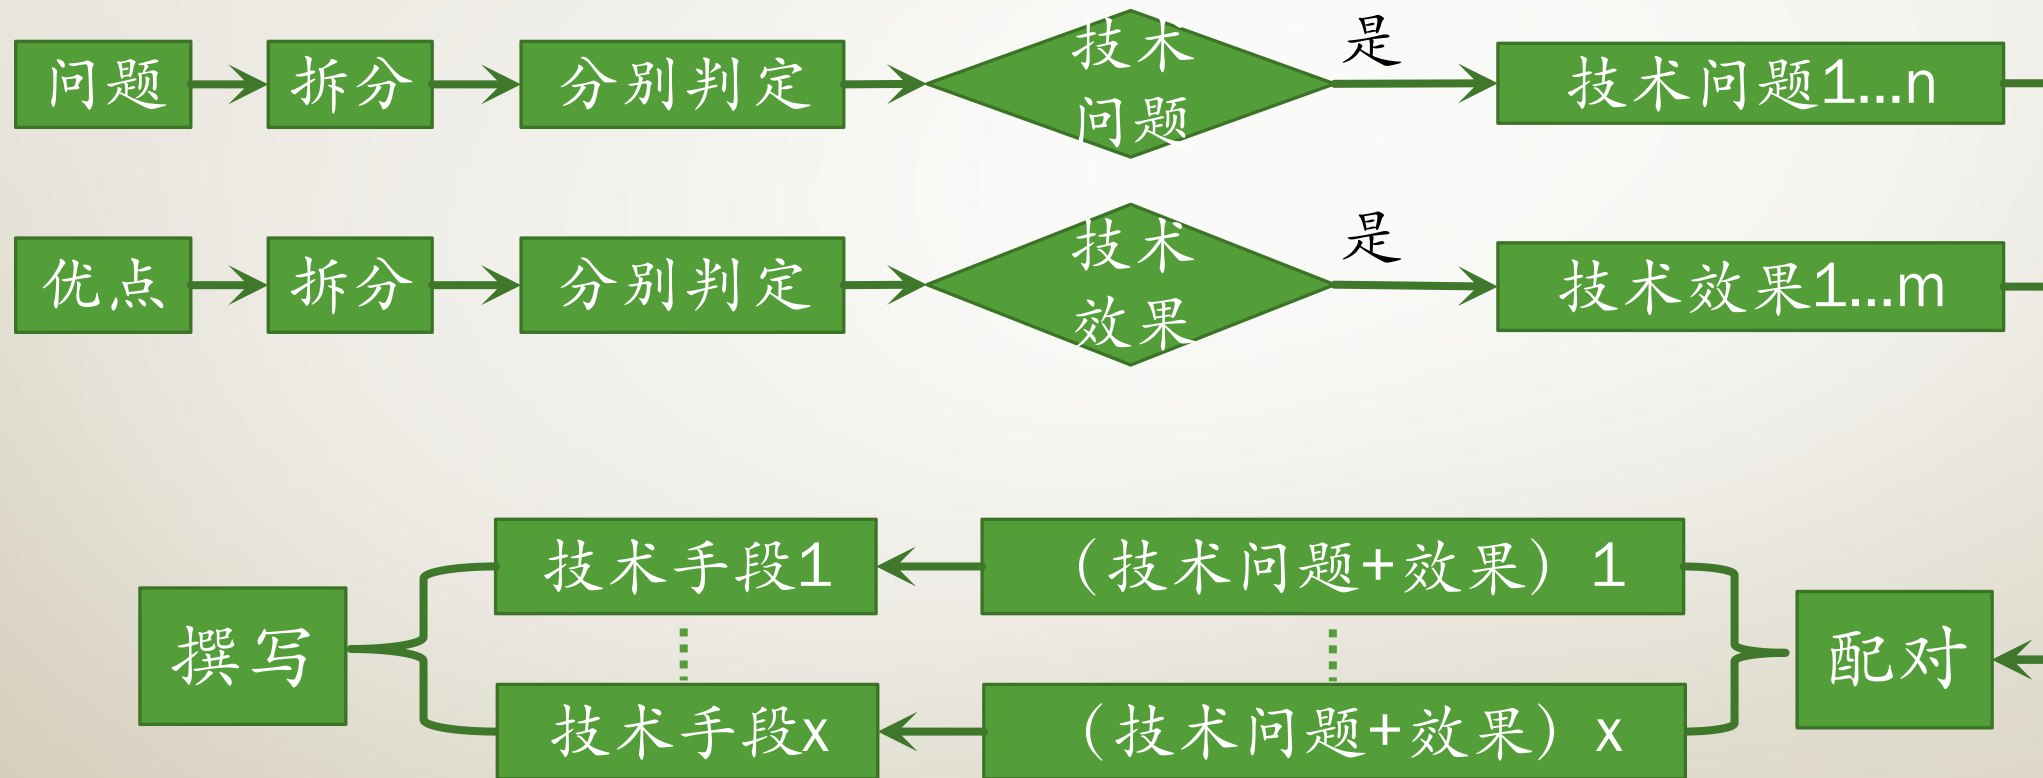 问题
拆分
分别判定
技术
问题
是
技术问题1...n
优点
拆分
分别判定
技术
效果
是
技术效果1...m
撰写
技术手段1
（技术问题+效果）1
配对
技术手段x
（技术问题+效果）x